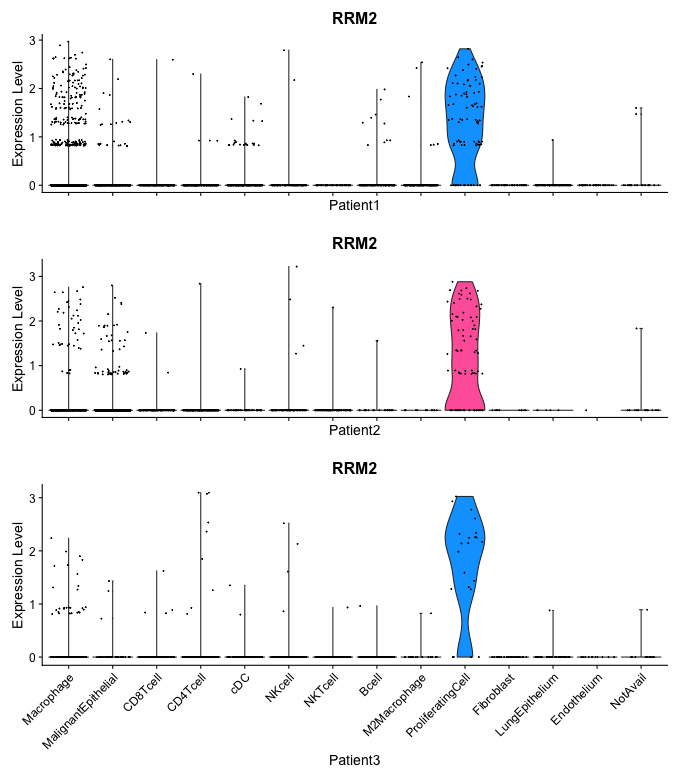 RRM2
3
2
1
0
Expression Level
Patient1
RRM2
3
2
1
0
Expression Level
Patient2
RRM2
3
2
1
0
Expression Level
Macrophage
MalignantEpithelial
CD8Tcell
CD4Tcell
cDC
NKcell
NKTcell
Bcell
M2Macrophage
ProliferatingCell
Fibroblast
LungEpithelium
Endothelium
NotAvail
Patient3